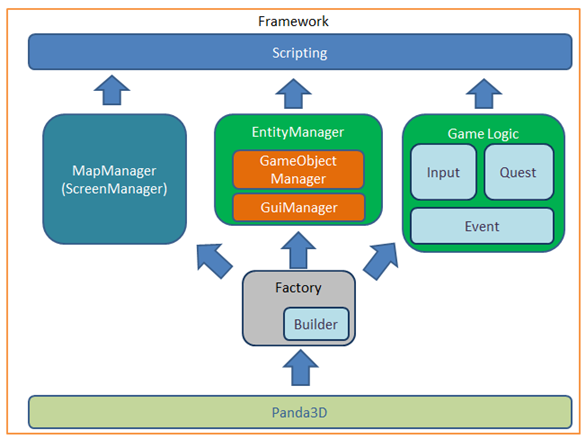 Framework
Scripting
MapManager
(ScreenManager)
EntityManager
GameObject
Manager
GuiManager
Game Logic
Input
Quest
Event
Factory
Builder
Panda3D